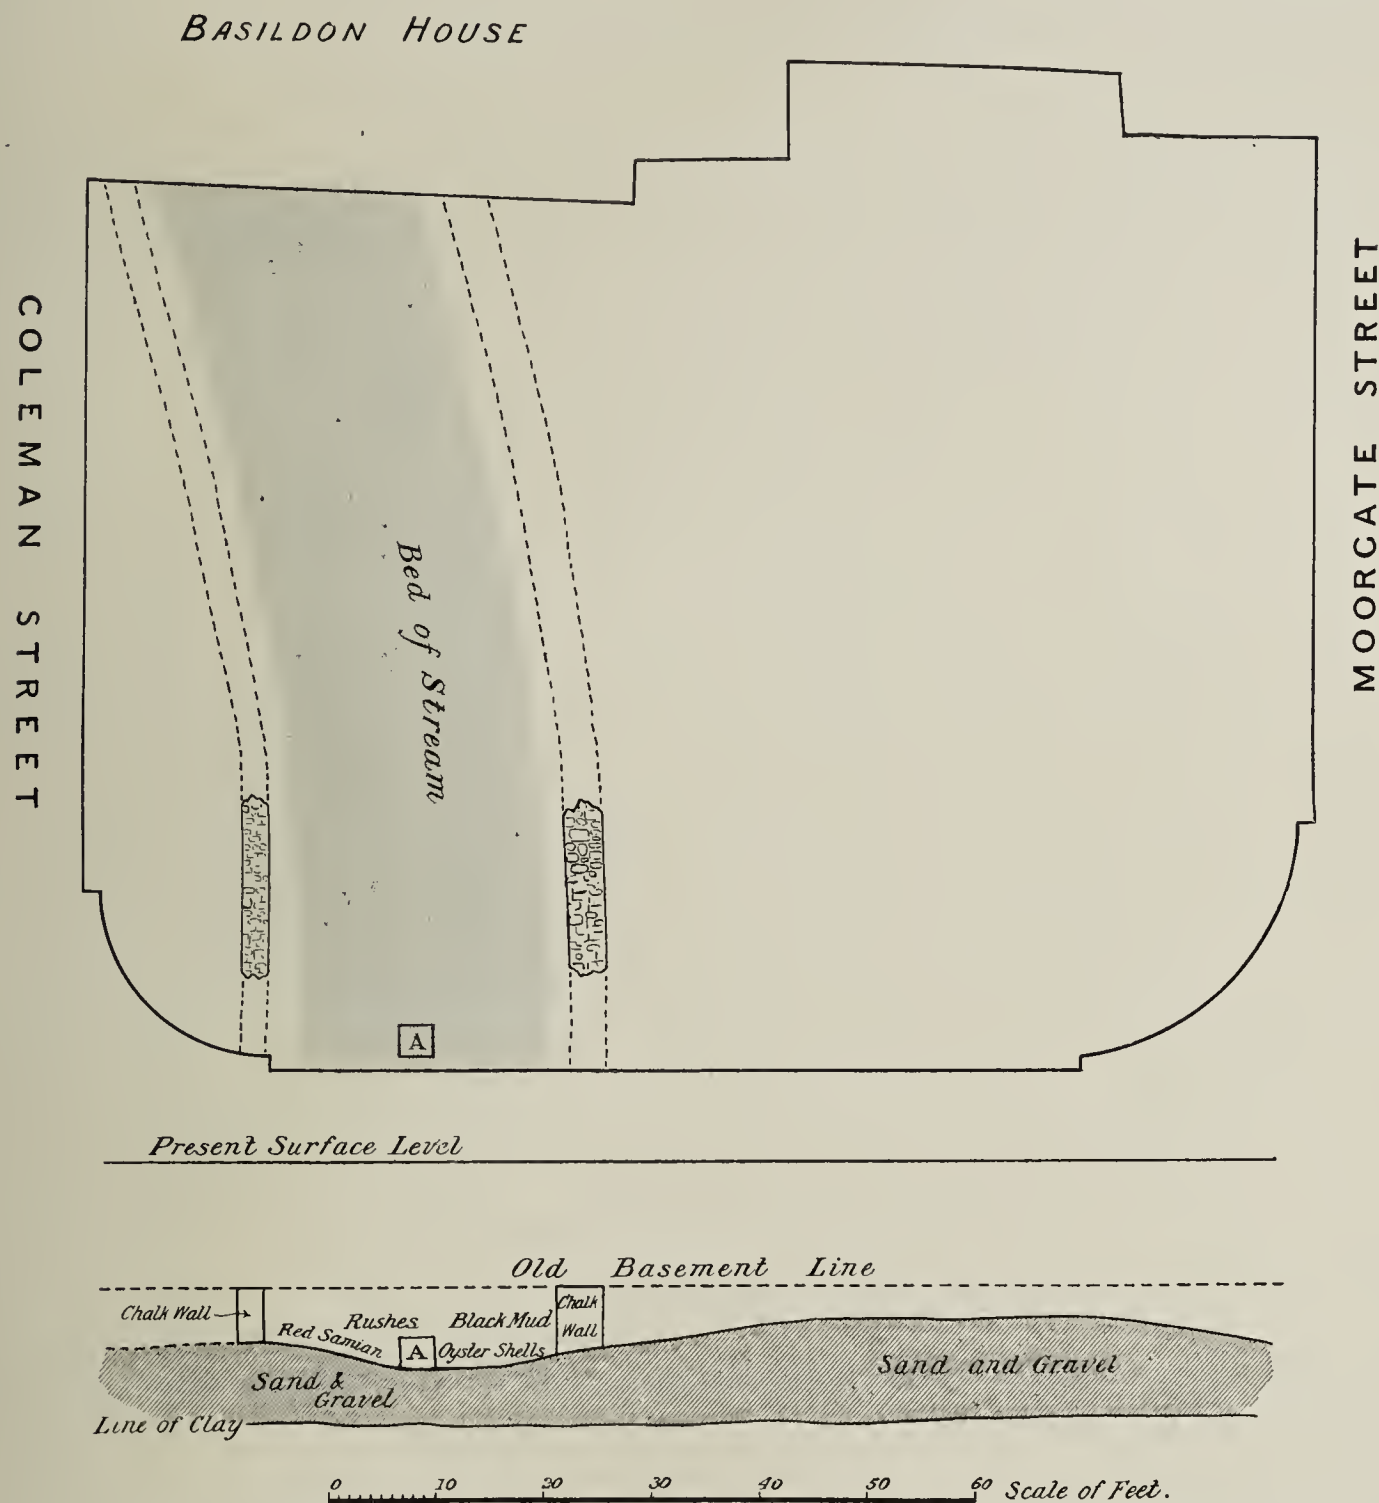 BASILDON HOUSE
COLEMAN STREET
MOORGATE STREET
Bed of Stream
A
Present Surface Level
Old Basement Line
Chalk Wall
Red Samian
Rushes
A
Black Mud
Oyster Shells
Chalk
Wall
Sand &
Gravel
Sand and Gravel
Line of Clay
0 10 20 30 40 50 60 Scale of Feet.